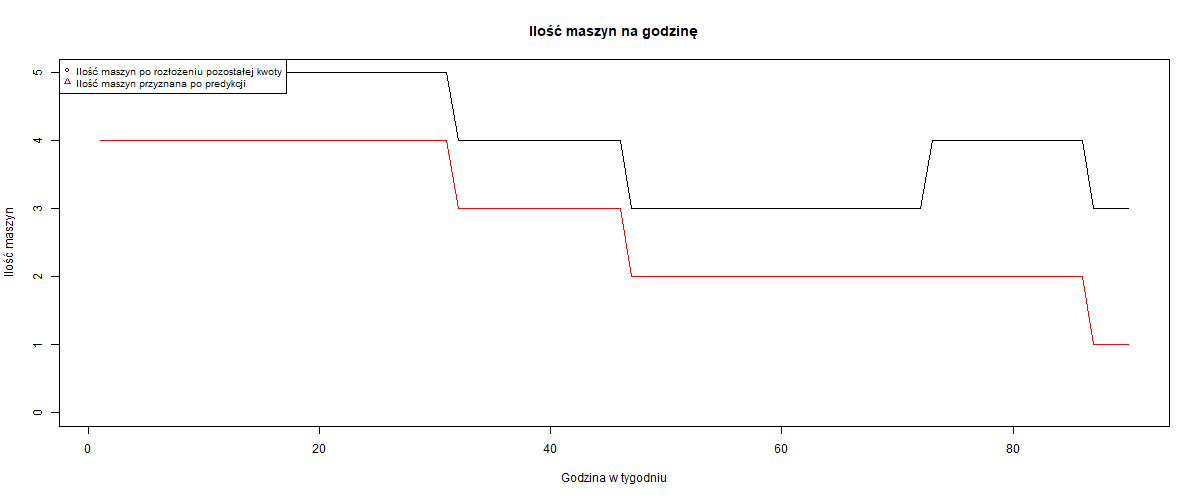 Ilość maszyn na godzinę
Ilość maszyn po rozłożeniu pozostałej kwoty
Ilość maszyn przyznana po predykcji
Ilość maszyn
5
4
3
2
1
0
0 20 40 60 80
Godzina w tygodniu